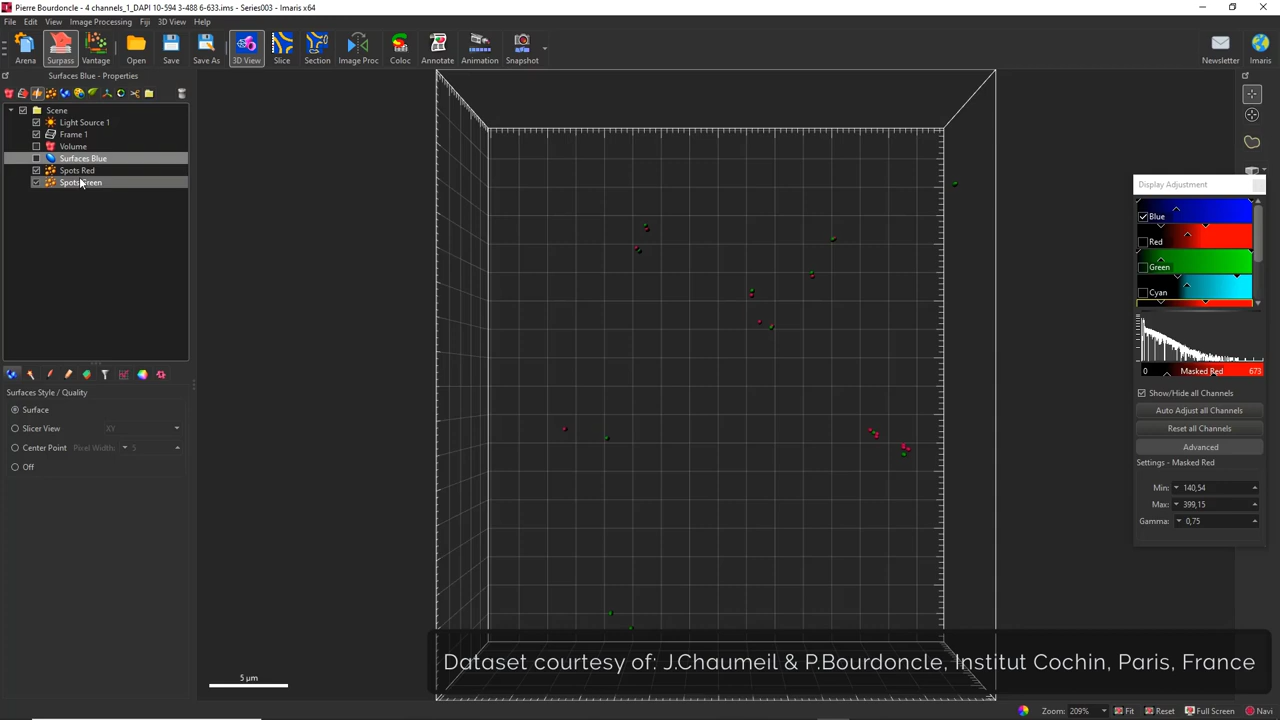 Pierre Bourdoncle - 4 channels_1_DAPI 10-594 3-488 6-633.ims - Series003 - Imaris x64
File Edit View Image Processing Fiji 3D View Help
Arena Surpass Vantage Open Save Save As 3D View Slice Section Image Proc Coloc Annotate Animation Snapshot Newsletter Imaris
Surfaces Blue - Properties
Scene
Light Source 1
Frame 1
Volume
Surfaces Blue
Spots Red
Spots Green
Surfaces Style / Quality
Surface
Slicer View XY
Center Point Pixel Width: 5
Off
5 µm
Display Adjustment
Blue
Red
Green
Cyan
0 Masked Red 673
Show/Hide all Channels
Auto Adjust all Channels
Reset all Channels
Advanced
Settings - Masked Red
Min: 140,54
Max: 399,15
Gamma: 0,75
Dataset courtesy of: J.Chaumeil & P.Bourdoncle, Institut Cochin, Paris, France
Zoom: 209% Fit Reset Full Screen Navi